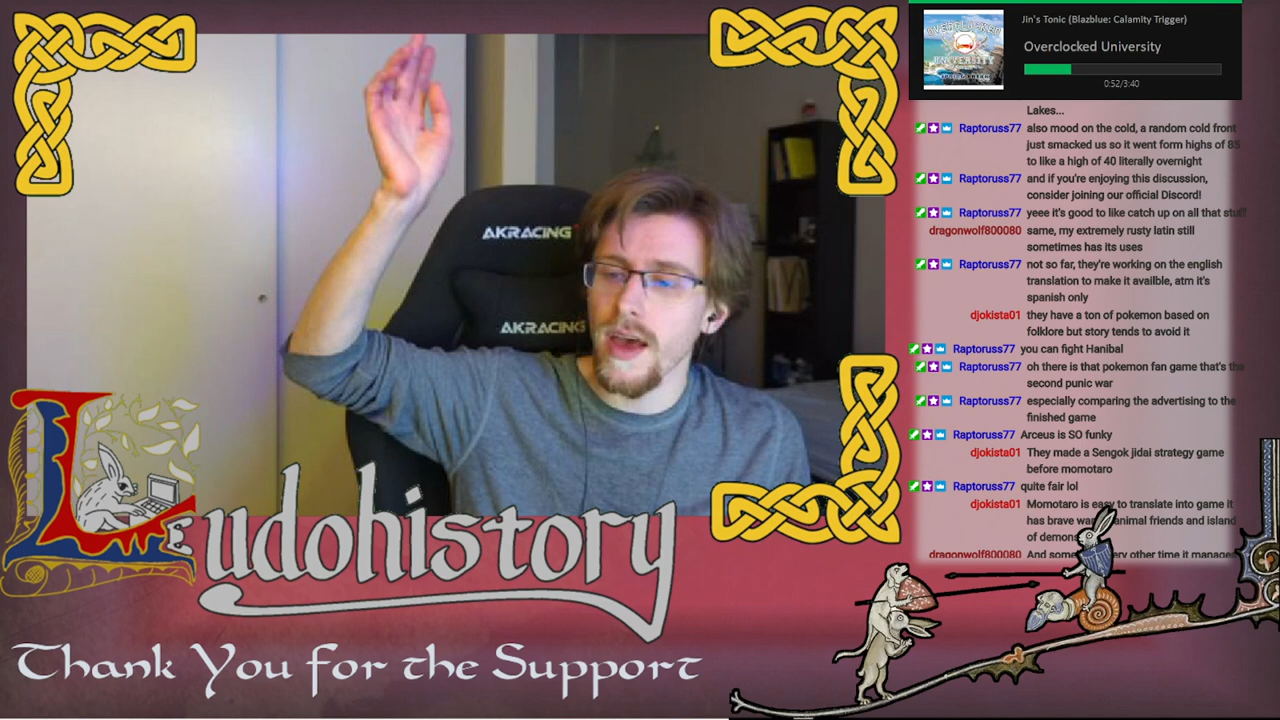 Jin's Tonic (Blazblue: Calamity Trigger)
Overclocked University
0:52/3:40
OVERCLOCKED
UNIVERSITY
AKRACING
AKRACING
Lakes...
Raptoruss77 also mood on the cold, a random cold front
just smacked us so it went form highs of 85
to like a high of 40 literally overnight
Raptoruss77 and if you're enjoying this discussion,
consider joining our official Discord!
Raptoruss77 yeee it's good to like catch up on all that stuff
dragonwolf800080 same, my extremely rusty latin still
sometimes has its uses
Raptoruss77 not so far, they're working on the english
translation to make it availble, atm it's
spanish only
djokista01 they have a ton of pokemon based on
folklore but story tends to avoid it
Raptoruss77 you can fight Hanibal
Raptoruss77 oh there is that pokemon fan game that's the
second punic war
Raptoruss77 especially comparing the advertising to the
finished game
Raptoruss77 Arceus is SO funky
djokista01 They made a Sengok jidai strategy game
before momotaro
Raptoruss77 quite fair lol
djokista01 Momotaro is easy to translate into game it
has brave animal friends and island
of demons
dragonwolf800080 And other time it manages
Ludohistory
Thank You for the Support